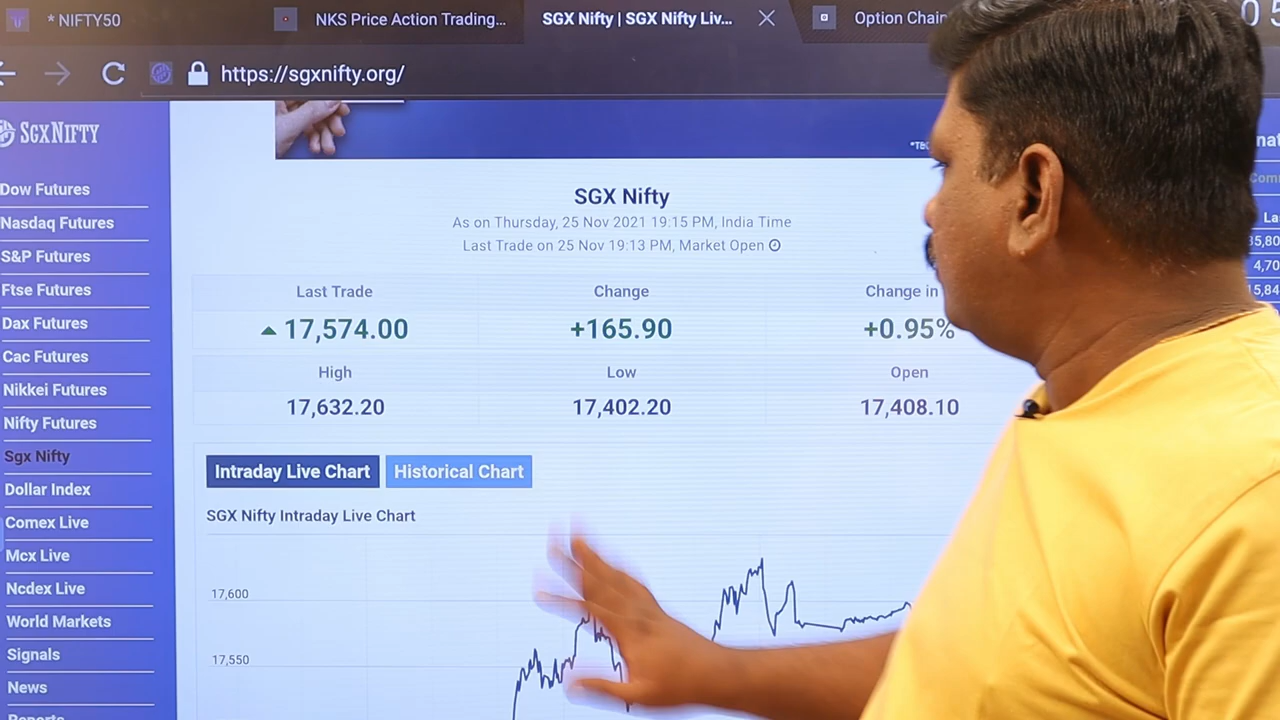 * NIFTY50
NKS Price Action Trading...
SGX Nifty | SGX Nifty Liv...
Option Chain
https://sgxnifty.org/
SGXNIFTY
Dow Futures
Nasdaq Futures
S&P Futures
Ftse Futures
Dax Futures
Cac Futures
Nikkei Futures
Nifty Futures
Sgx Nifty
Dollar Index
Comex Live
Mcx Live
Ncdex Live
World Markets
Signals
News
Reports
SGX Nifty
As on Thursday, 25 Nov 2021 19:15 PM, India Time
Last Trade on 25 Nov 19:13 PM, Market Open
Last Trade Change Change in
17,574.00 +165.90 +0.95%
High Low Open
17,632.20 17,402.20 17,408.10
Intraday Live Chart Historical Chart
SGX Nifty Intraday Live Chart
17,600
17,550